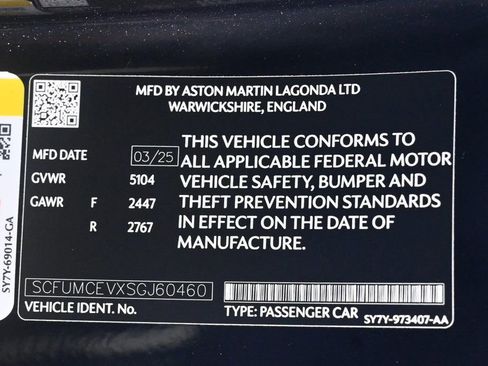 MFD BY ASTON MARTIN LAGONDA LTD
WARWICKSHIRE, ENGLAND
MFD DATE 03/25
GVWR 5104
GAWR F 2447
R 2767
THIS VEHICLE CONFORMS TO
ALL APPLICABLE FEDERAL MOTOR
VEHICLE SAFETY, BUMPER AND
THEFT PREVENTION STANDARDS
IN EFFECT ON THE DATE OF
MANUFACTURE.
SCFUMCEVXSGJ60460
VEHICLE IDENT. No.
TYPE: PASSENGER CAR
SY7Y-973407-AA
SY7Y-69014-GA